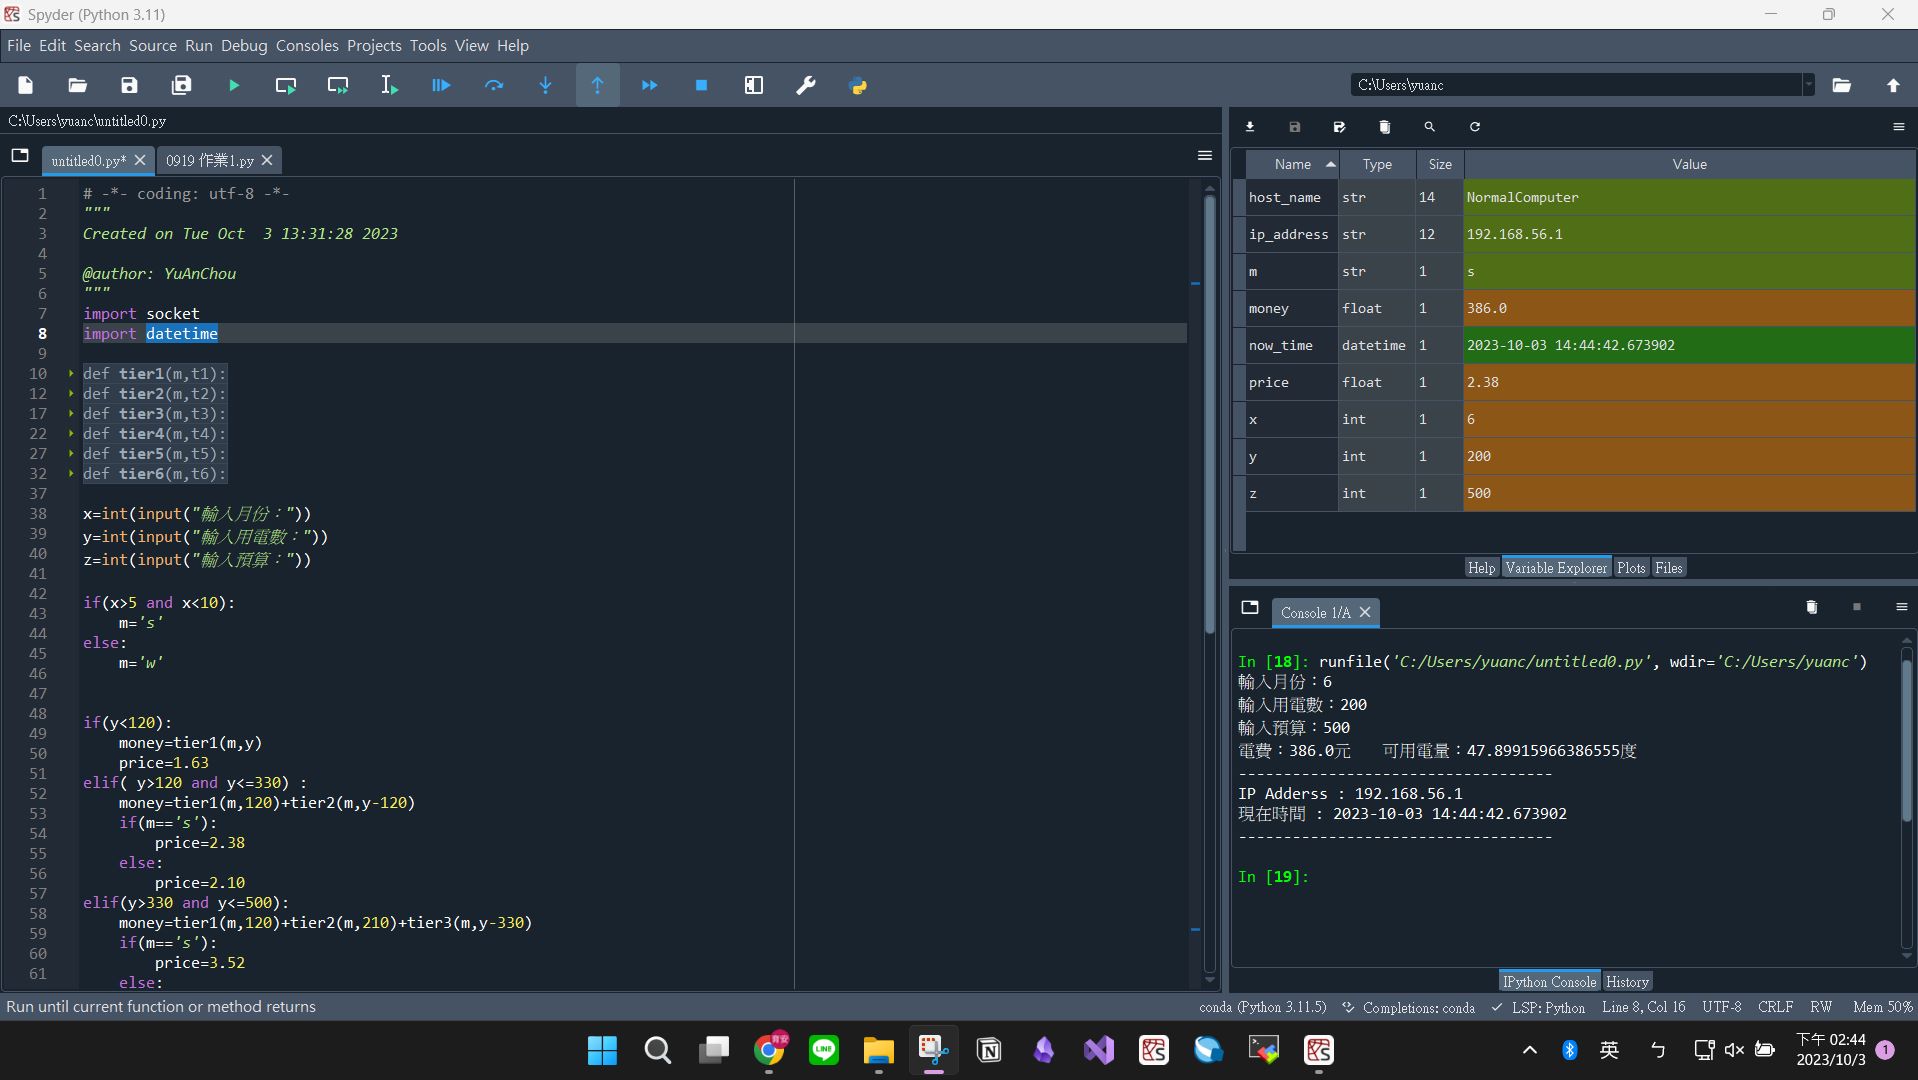 Spyder (Python 3.11)
File Edit Search Source Run Debug Consoles Projects Tools View Help
C:\Users\yuanc
C:\Users\yuanc\untitled0.py
untitled0.py*
0919 作業1.py
1 # -*- coding: utf-8 -*-
2 """
3 Created on Tue Oct  3 13:31:28 2023
4
5 @author: YuAnChou
6 """
7 import socket
8 import datetime
9
10 def tier1(m,t1):
12 def tier2(m,t2):
17 def tier3(m,t3):
22 def tier4(m,t4):
27 def tier5(m,t5):
32 def tier6(m,t6):
37
38 x=int(input("輸入月份："))
39 y=int(input("輸入用電數："))
40 z=int(input("輸入預算："))
41
42 if(x>5 and x<10):
43     m='s'
44 else:
45     m='w'
46
47
48 if(y<120):
49     money=tier1(m,y)
50     price=1.63
51 elif( y>120 and y<=330) :
52     money=tier1(m,120)+tier2(m,y-120)
53     if(m=='s'):
54         price=2.38
55     else:
56         price=2.10
57 elif(y>330 and y<=500):
58     money=tier1(m,120)+tier2(m,210)+tier3(m,y-330)
59     if(m=='s'):
60         price=3.52
61     else:
Name Type Size Value
host_name str 14 NormalComputer
ip_address str 12 192.168.56.1
m str 1 s
money float 1 386.0
now_time datetime 1 2023-10-03 14:44:42.673902
price float 1 2.38
x int 1 6
y int 1 200
z int 1 500
Help Variable Explorer Plots Files
Console 1/A
In [18]: runfile('C:/Users/yuanc/untitled0.py', wdir='C:/Users/yuanc')
輸入月份：6
輸入用電數：200
輸入預算：500
電費：386.0元 可用電量：47.89915966386555度
-----------------------------------
IP Adderss : 192.168.56.1
現在時間 : 2023-10-03 14:44:42.673902
-----------------------------------
In [19]:
IPython Console History
Run until current function or method returns
conda (Python 3.11.5) Completions: conda LSP: Python Line 8, Col 16 UTF-8 CRLF RW Mem 50%
育安
LINE
英 ㄅ
下午 02:44
2023/10/3
1